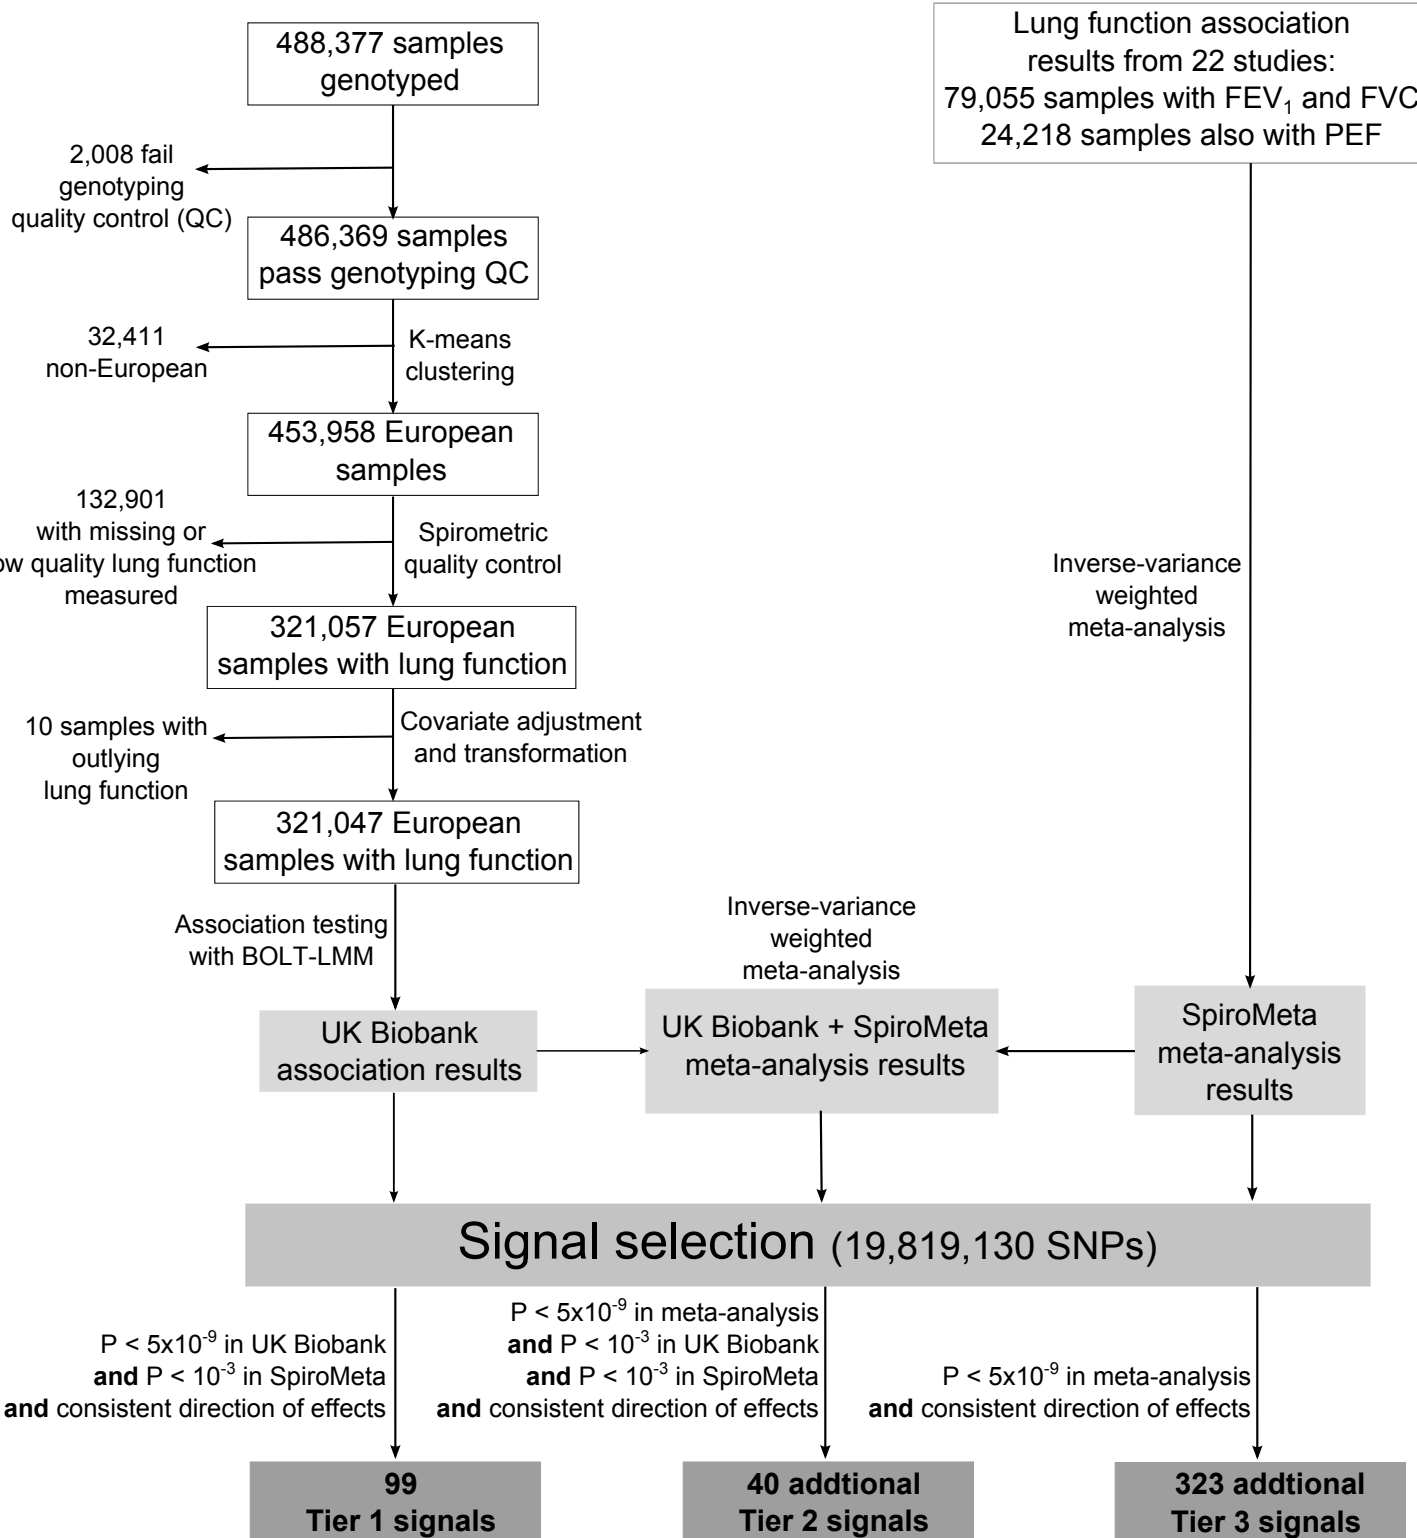 488,377 samples
genotyped
Lung function association
results from 22 studies:
79,055 samples with FEV1 and FVC
24,218 samples also with PEF
2,008 fail
genotyping
quality control (QC)
486,369 samples
pass genotyping QC
32,411
non-European
K-means
clustering
453,958 European
samples
132,901
with missing or
ow quality lung function
measured
Spirometric
quality control
Inverse-variance
weighted
meta-analysis
321,057 European
samples with lung function
10 samples with
outlying
lung function
Covariate adjustment
and transformation
321,047 European
samples with lung function
Association testing
with BOLT-LMM
Inverse-variance
weighted
meta-analysis
UK Biobank
association results
UK Biobank + SpiroMeta
meta-analysis results
SpiroMeta
meta-analysis
results
Signal selection (19,819,130 SNPs)
P < 5x10-9 in UK Biobank
and P < 10-3 in SpiroMeta
and consistent direction of effects
P < 5x10-9 in meta-analysis
and P < 10-3 in UK Biobank
and P < 10-3 in SpiroMeta
and consistent direction of effects
P < 5x10-9 in meta-analysis
and consistent direction of effects
99
Tier 1 signals
40 addtional
Tier 2 signals
323 addtional
Tier 3 signals